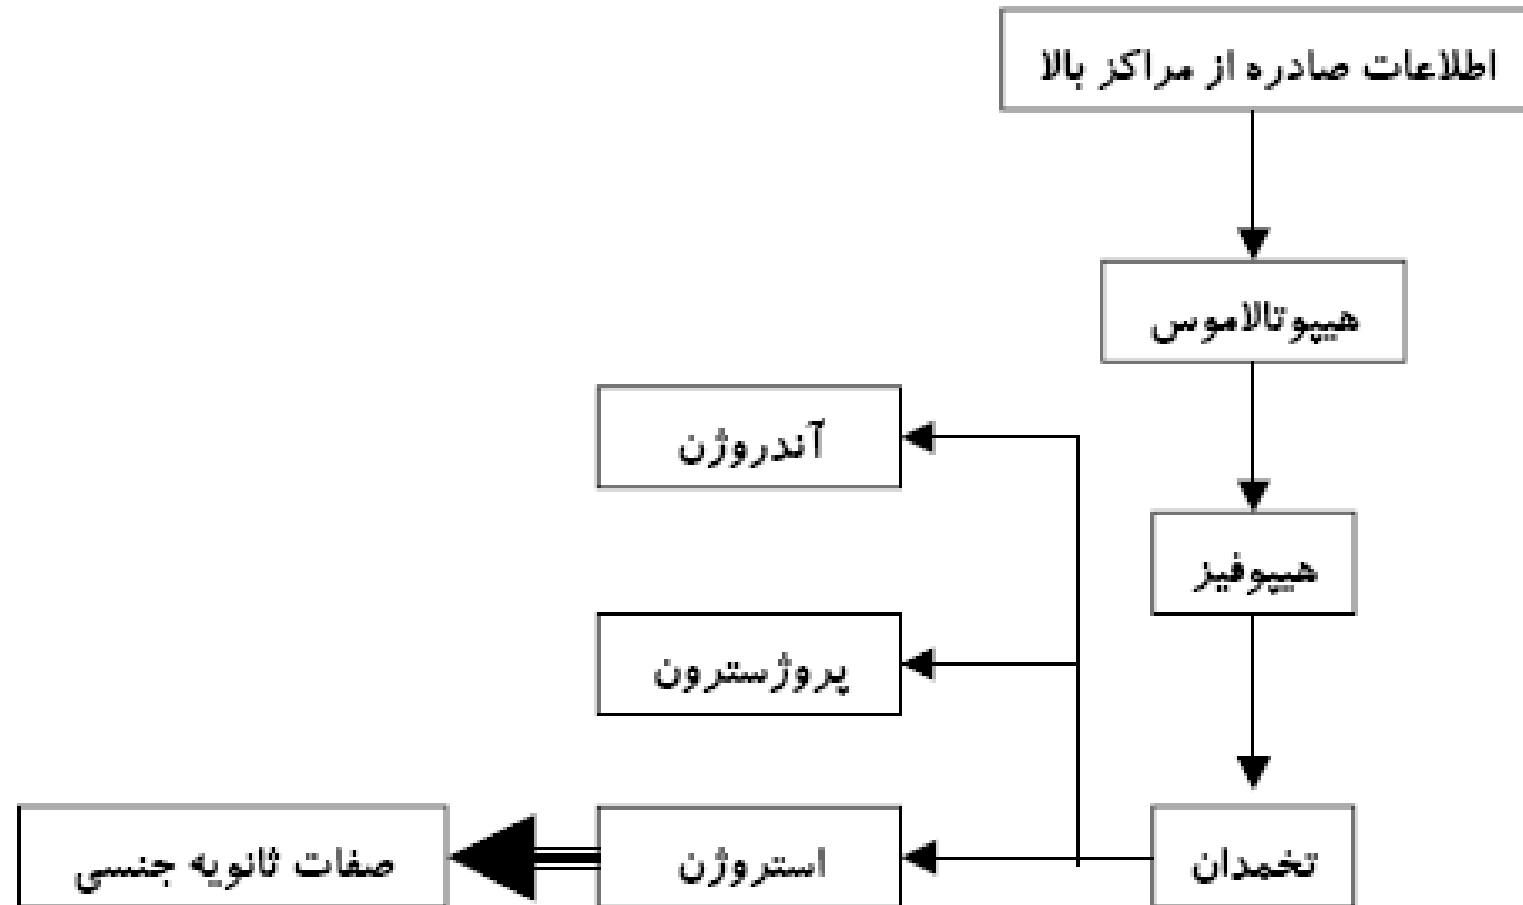 اطلاعات صادره از مراکز بالا
هیپوتالاموس
آندروژن
هیپوفیز
پروژسترون
صفات ثانویه جنسی
استروژن
تخمدان